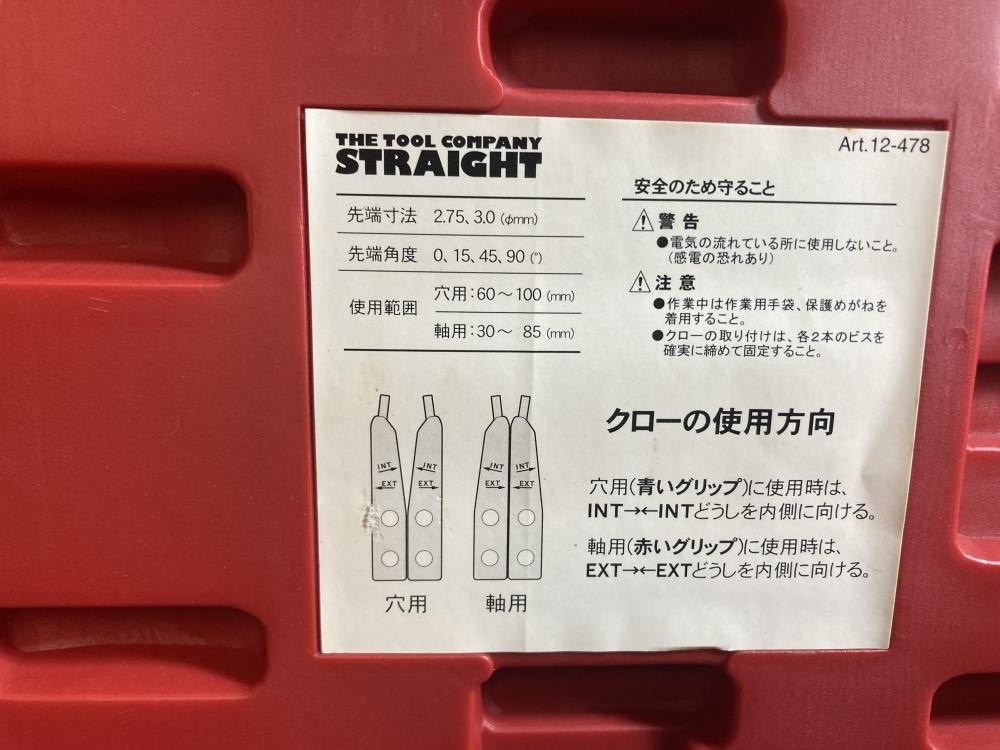 THE TOOL COMPANY
STRAIGHT
Art.12-478
先端寸法 2.75、3.0 (φmm)
先端角度 0、15、45、90 (°)
使用範囲
穴用:60～100 (mm)
軸用:30～ 85 (mm)
安全のため守ること
警告
●電気の流れている所に使用しないこと。
(感電の恐れあり)
注意
●作業中は作業用手袋、保護めがねを
着用すること。
●クローの取り付けは、各2本のビスを
確実に締めて固定すること。
INT INT INT INT
EXT EXT EXT EXT
穴用 軸用
クローの使用方向
穴用(青いグリップ)に使用時は、
INT→←INTどうしを内側に向ける。
軸用(赤いグリップ)に使用時は、
EXT→←EXTどうしを内側に向ける。